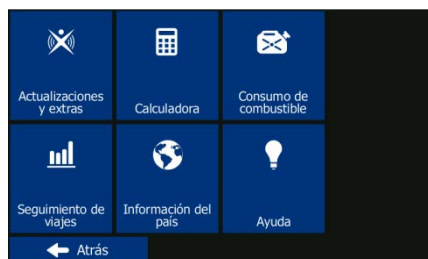 Actualizaciones
y extras
Calculadora
Consumo de
combustible
Seguimiento de
viajes
Información del
país
Ayuda
Atrás